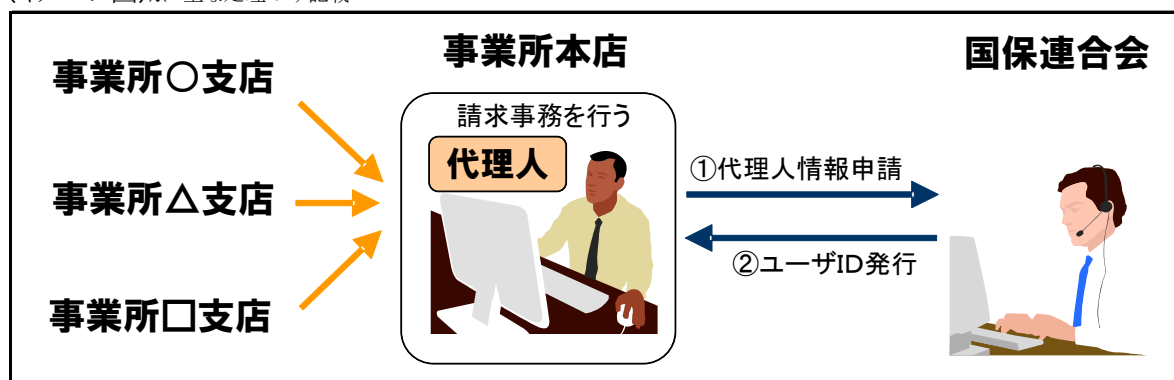 事業所○支店
事業所△支店
事業所□支店
事業所本店
請求事務を行う
代理人
①代理人情報申請
②ユーザID発行
国保連合会